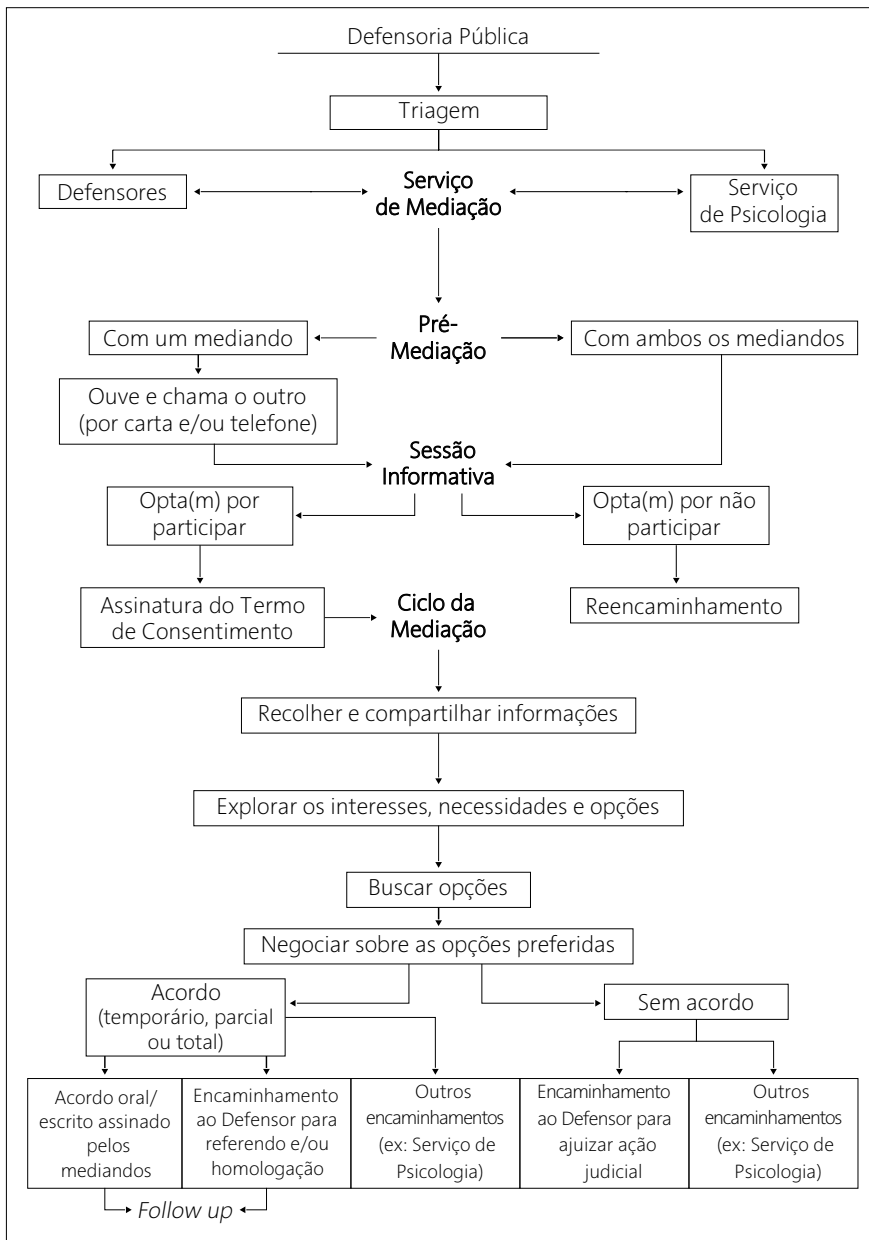 Defensoria Pública
Triagem
Defensores
Serviço
de Mediação
Serviço
de Psicologia
Pré-
Mediação
Com um mediando
Com ambos os mediandos
Ouve e chama o outro
(por carta e/ou telefone)
Sessão
Informativa
Opta(m) por
participar
Opta(m) por não
participar
Assinatura do Termo
de Consentimento
Ciclo da
Mediação
Reencaminhamento
Recolher e compartilhar informações
Explorar os interesses, necessidades e opções
Buscar opções
Negociar sobre as opções preferidas
Acordo
(temporário, parcial
ou total)
Sem acordo
Acordo oral/
escrito assinado
pelos
mediandos
Encaminhamento
ao Defensor para
referendo e/ou
homologação
Outros
encaminhamentos
(ex: Serviço de
Psicologia)
Encaminhamento
ao Defensor para
ajuizar ação
judicial
Outros
encaminhamentos
(ex: Serviço de
Psicologia)
Follow up